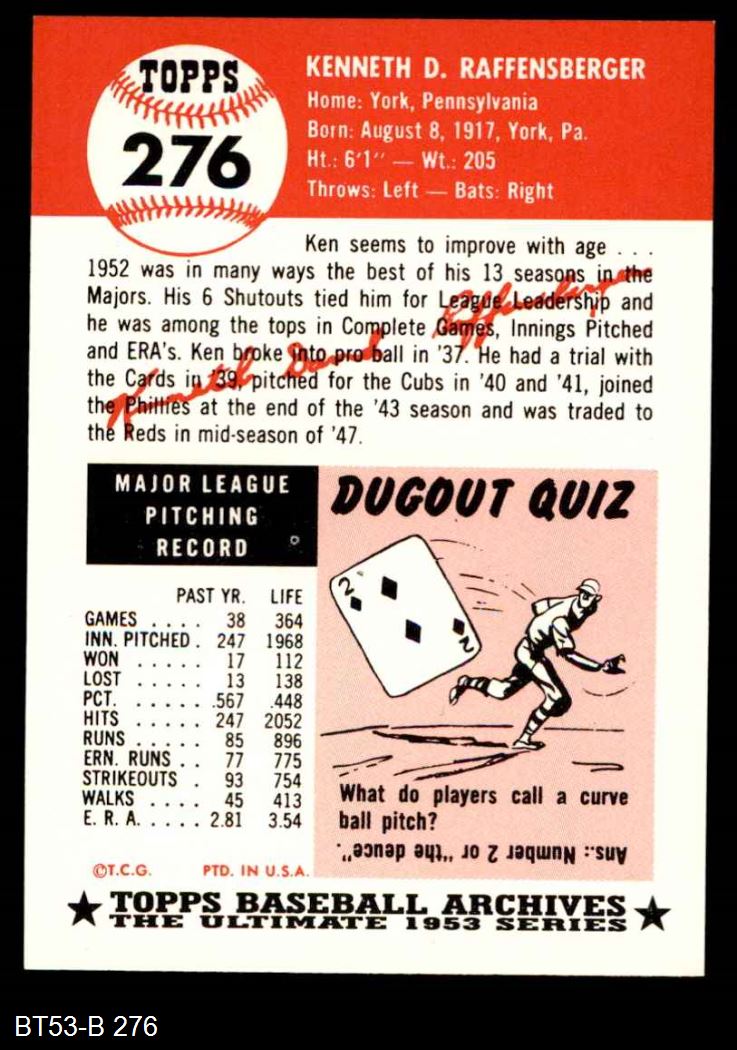 TOPPS
276
KENNETH D. RAFFENSBERGER
Home: York, Pennsylvania
Born: August 8, 1917, York, Pa.
Ht.: 6'1" — Wt.: 205
Throws: Left — Bats: Right
Ken seems to improve with age . . .
1952 was in many ways the best of his 13 seasons in the
Majors. His 6 Shutouts tied him for League Leadership and
he was among the tops in Complete Games, Innings Pitched
and ERA's. Ken broke into pro ball in '37. He had a trial with
the Cards in '39, pitched for the Cubs in '40 and '41, joined
the Phillies at the end of the '43 season and was traded to
the Reds in mid-season of '47.
Kenneth David Raffensberger
MAJOR LEAGUE
PITCHING
RECORD
PAST YR. LIFE
GAMES . . . . 38 364
INN. PITCHED . 247 1968
WON . . . . . 17 112
LOST . . . . . 13 138
PCT. . . . . . .567 .448
HITS . . . . . 247 2052
RUNS . . . . . 85 896
ERN. RUNS . . 77 775
STRIKEOUTS . 93 754
WALKS . . . . 45 413
E. R. A. . . . . . 2.81 3.54
©T.C.G. PTD. IN U.S.A.
DUGOUT QUIZ
2
2
What do players call a curve
ball pitch?
Ans.: Number 2 or "the deuce".
TOPPS BASEBALL ARCHIVES
THE ULTIMATE 1953 SERIES
BT53-B 276